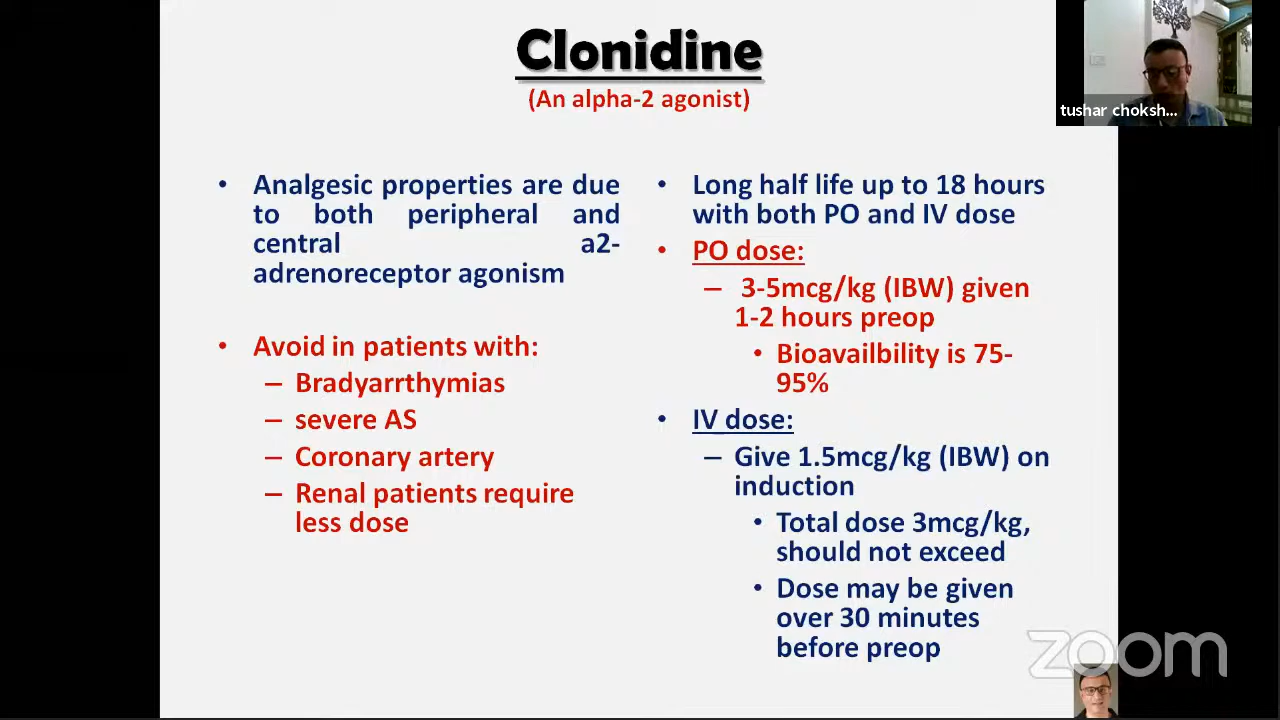 Clonidine
(An alpha-2 agonist)
tushar choksh...
• Analgesic properties are due
to both peripheral and
central a2-
adrenoreceptor agonism
• Avoid in patients with:
– Bradyarrthymias
– severe AS
– Coronary artery
– Renal patients require
less dose
• Long half life up to 18 hours
with both PO and IV dose
• PO dose:
– 3-5mcg/kg (IBW) given
1-2 hours preop
• Bioavailbility is 75-
95%
• IV dose:
– Give 1.5mcg/kg (IBW) on
induction
• Total dose 3mcg/kg,
should not exceed
• Dose may be given
over 30 minutes
before preop
zoom